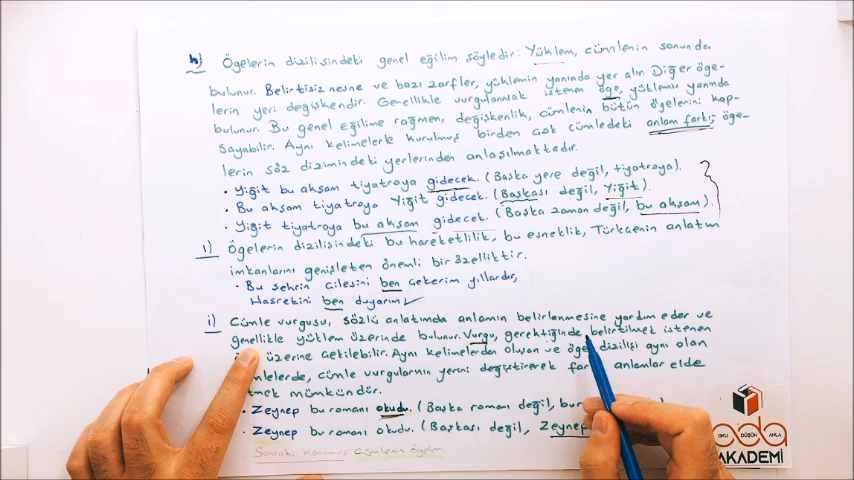 h) Ögelerin dizilişindeki genel eğilim şöyledir: Yüklem, cümlenin sonunda
bulunur. Belirtisiz nesne ve bazı zarflar, yüklemin yanında yer alır. Diğer öge-
lerin yeri değişkendir. Genellikle vurgulanmak istenen öge, yüklemin yanında
bulunur. Bu genel eğilime rağmen, değişkenlik, cümlenin bütün ögelerini kap-
sayabilir. Aynı kelimelerle kurulmuş birden çok cümledeki anlam farkı, öge-
lerin söz dizimindeki yerlerinden anlaşılmaktadır.
• Yiğit bu akşam tiyatroya gidecek. (Başka yere değil, tiyatroya).
• Bu akşam tiyatroya Yiğit gidecek. (Başkası değil, Yiğit).
• Yiğit tiyatroya bu akşam gidecek. (Başka zaman değil, bu akşam).
ı) Ögelerin dizilişindeki bu hareketlilik, bu esneklik, Türkçenin anlatım
imkanlarını genişleten önemli bir özelliktir.
• Bu şehrin çilesini ben çekerim yıllardır,
Hasretini ben duyarım
i) Cümle vurgusu, sözlü anlatımda anlamın belirlenmesine yardım eder ve
genellikle yüklem üzerinde bulunur. Vurgu, gerektiğinde belirtilmek istenen
üzerine çekilebilir. Aynı kelimelerden oluşan ve öge dizilişi aynı olan
cümlelerde, cümle vurgularının yerini değiştirerek anlamlar elde
etmek mümkündür.
• Zeynep bu romanı okudu. (Başka romanı değil,
• Zeynep bu romanı okudu. (Başkası değil, Zeynep
Sonraki Konumuz Cümlenin Ögeleri
OKU DÜŞÜN ANLA
ada
AKADEMİ